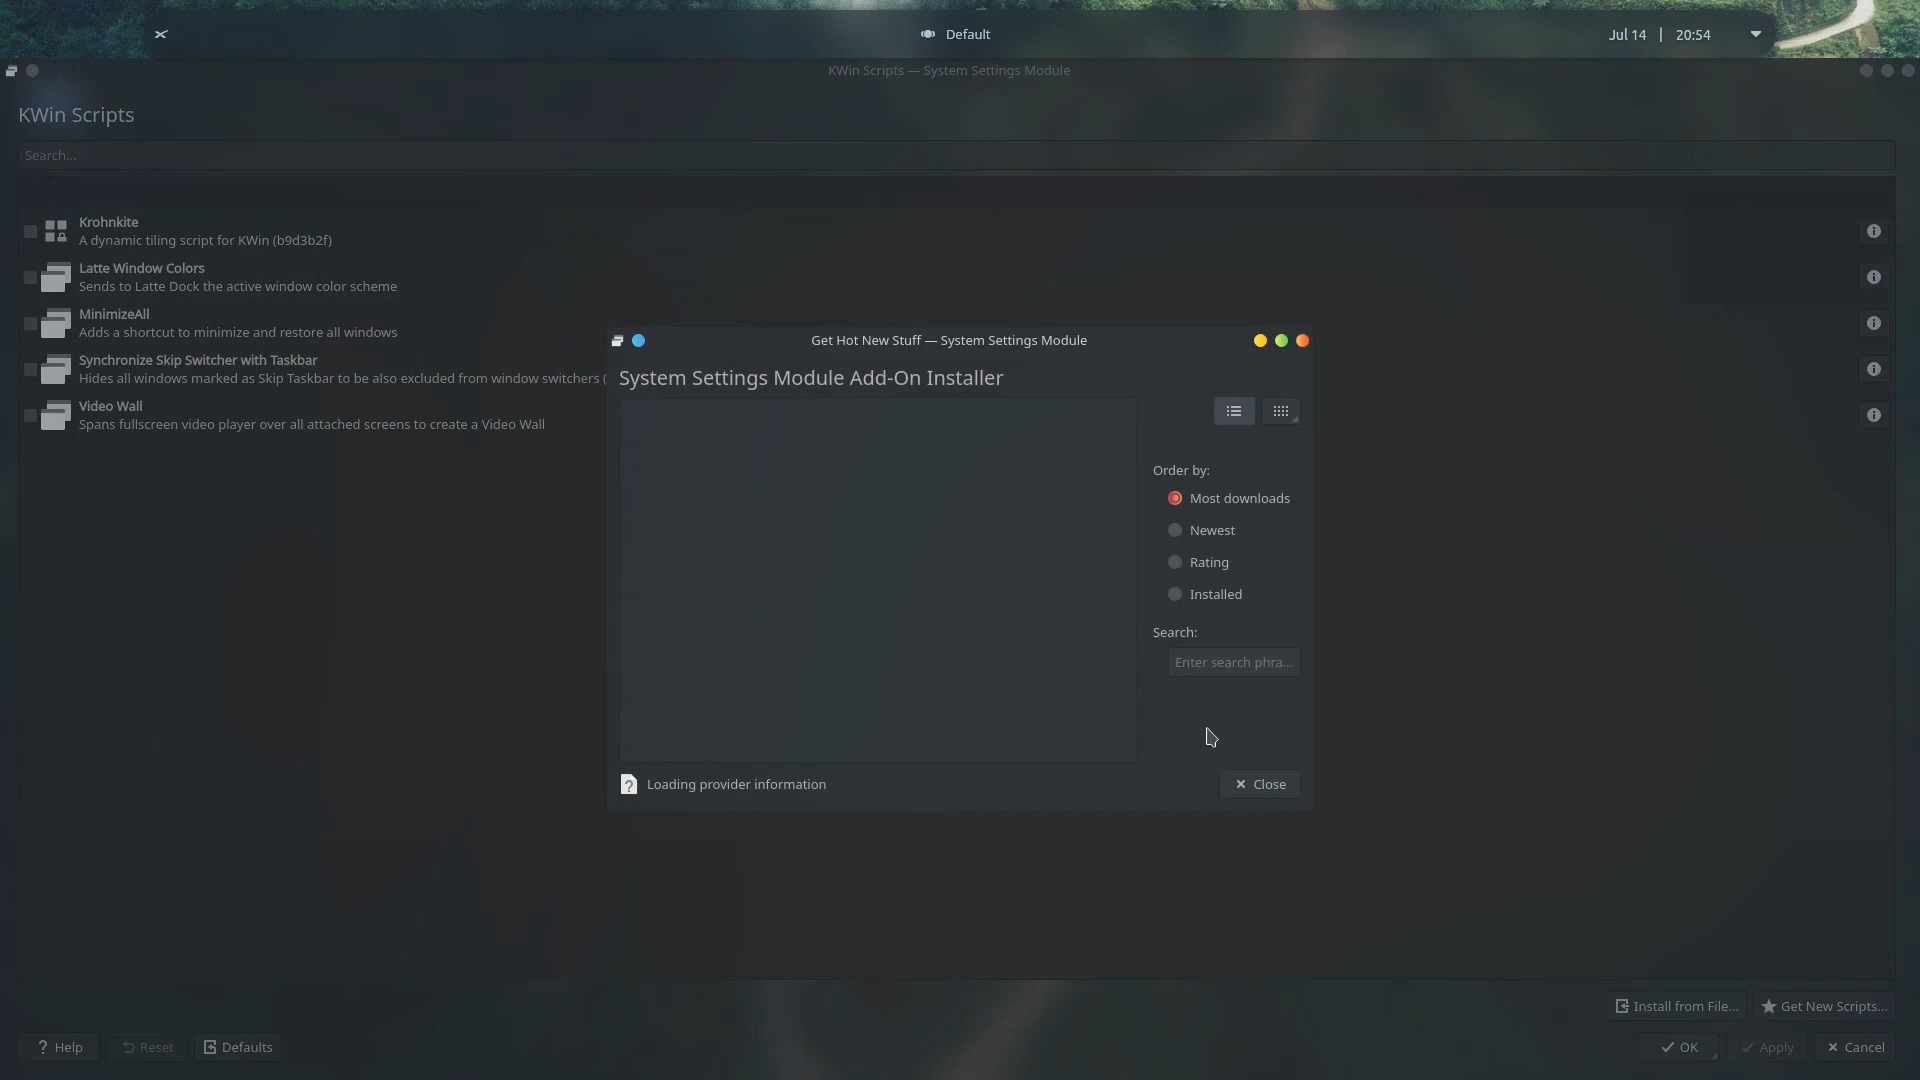 Default
Jul 14 | 20:54
KWin Scripts — System Settings Module
KWin Scripts
Search...
Krohnkite
A dynamic tiling script for KWin (b9d3b2f)
Latte Window Colors
Sends to Latte Dock the active window color scheme
MinimizeAll
Adds a shortcut to minimize and restore all windows
Synchronize Skip Switcher with Taskbar
Hides all windows marked as Skip Taskbar to be also excluded from window switchers (
Video Wall
Spans fullscreen video player over all attached screens to create a Video Wall
Get Hot New Stuff — System Settings Module
System Settings Module Add-On Installer
Order by:
Most downloads
Newest
Rating
Installed
Search:
Enter search phra...
Loading provider information
Close
Install from File...
Get New Scripts...
Help
Reset
Defaults
OK
Apply
Cancel